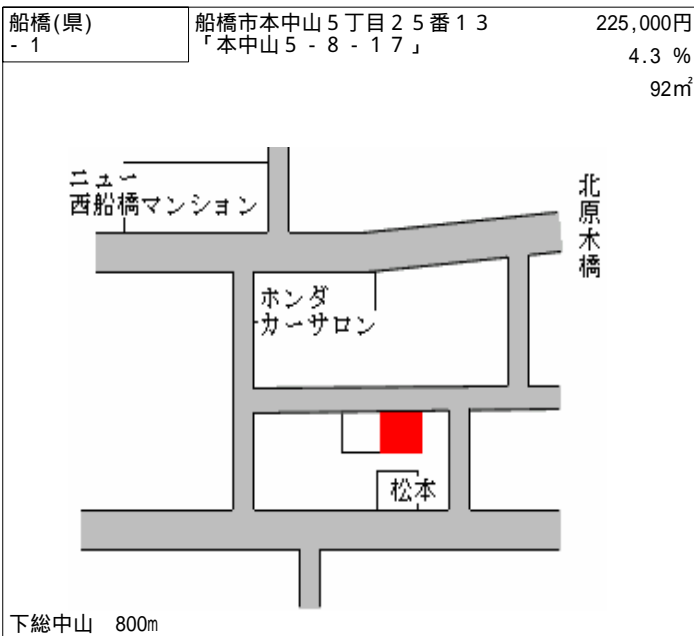 船橋(県)
- 1
船橋市本中山５丁目２５番１３
「本中山５－８－１７」
225,000円
4.3 %
92㎡
ニュー
西船橋マンション
北原木橋
ホンダ
カーサロン
松本
下総中山 800m